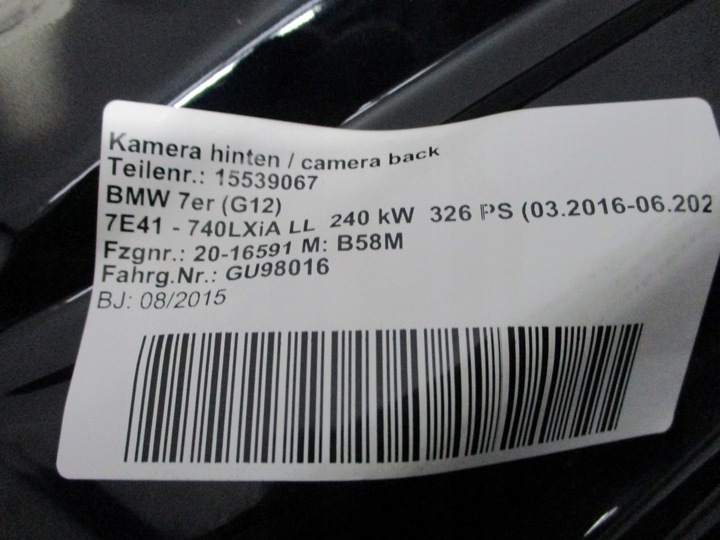 Kamera hinten / camera back
Teilenr.: 15539067
BMW 7er (G12)
7E41 - 740LXiA LL 240 kW 326 PS (03.2016-06.202
Fzgnr.: 20-16591 M: B58M
Fahrg.Nr.: GU98016
BJ: 08/2015